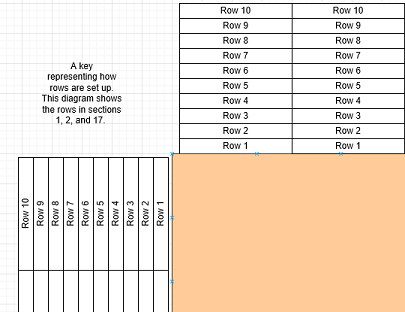 Row 10 Row 10
Row 9 Row 9
Row 8 Row 8
Row 7 Row 7
Row 6 Row 6
Row 5 Row 5
Row 4 Row 4
Row 3 Row 3
Row 2 Row 2
Row 1 Row 1
A key
representing how
rows are set up.
This diagram shows
the rows in sections
1, 2, and 17.
Row 10
Row 9
Row 8
Row 7
Row 6
Row 5
Row 4
Row 3
Row 2
Row 1